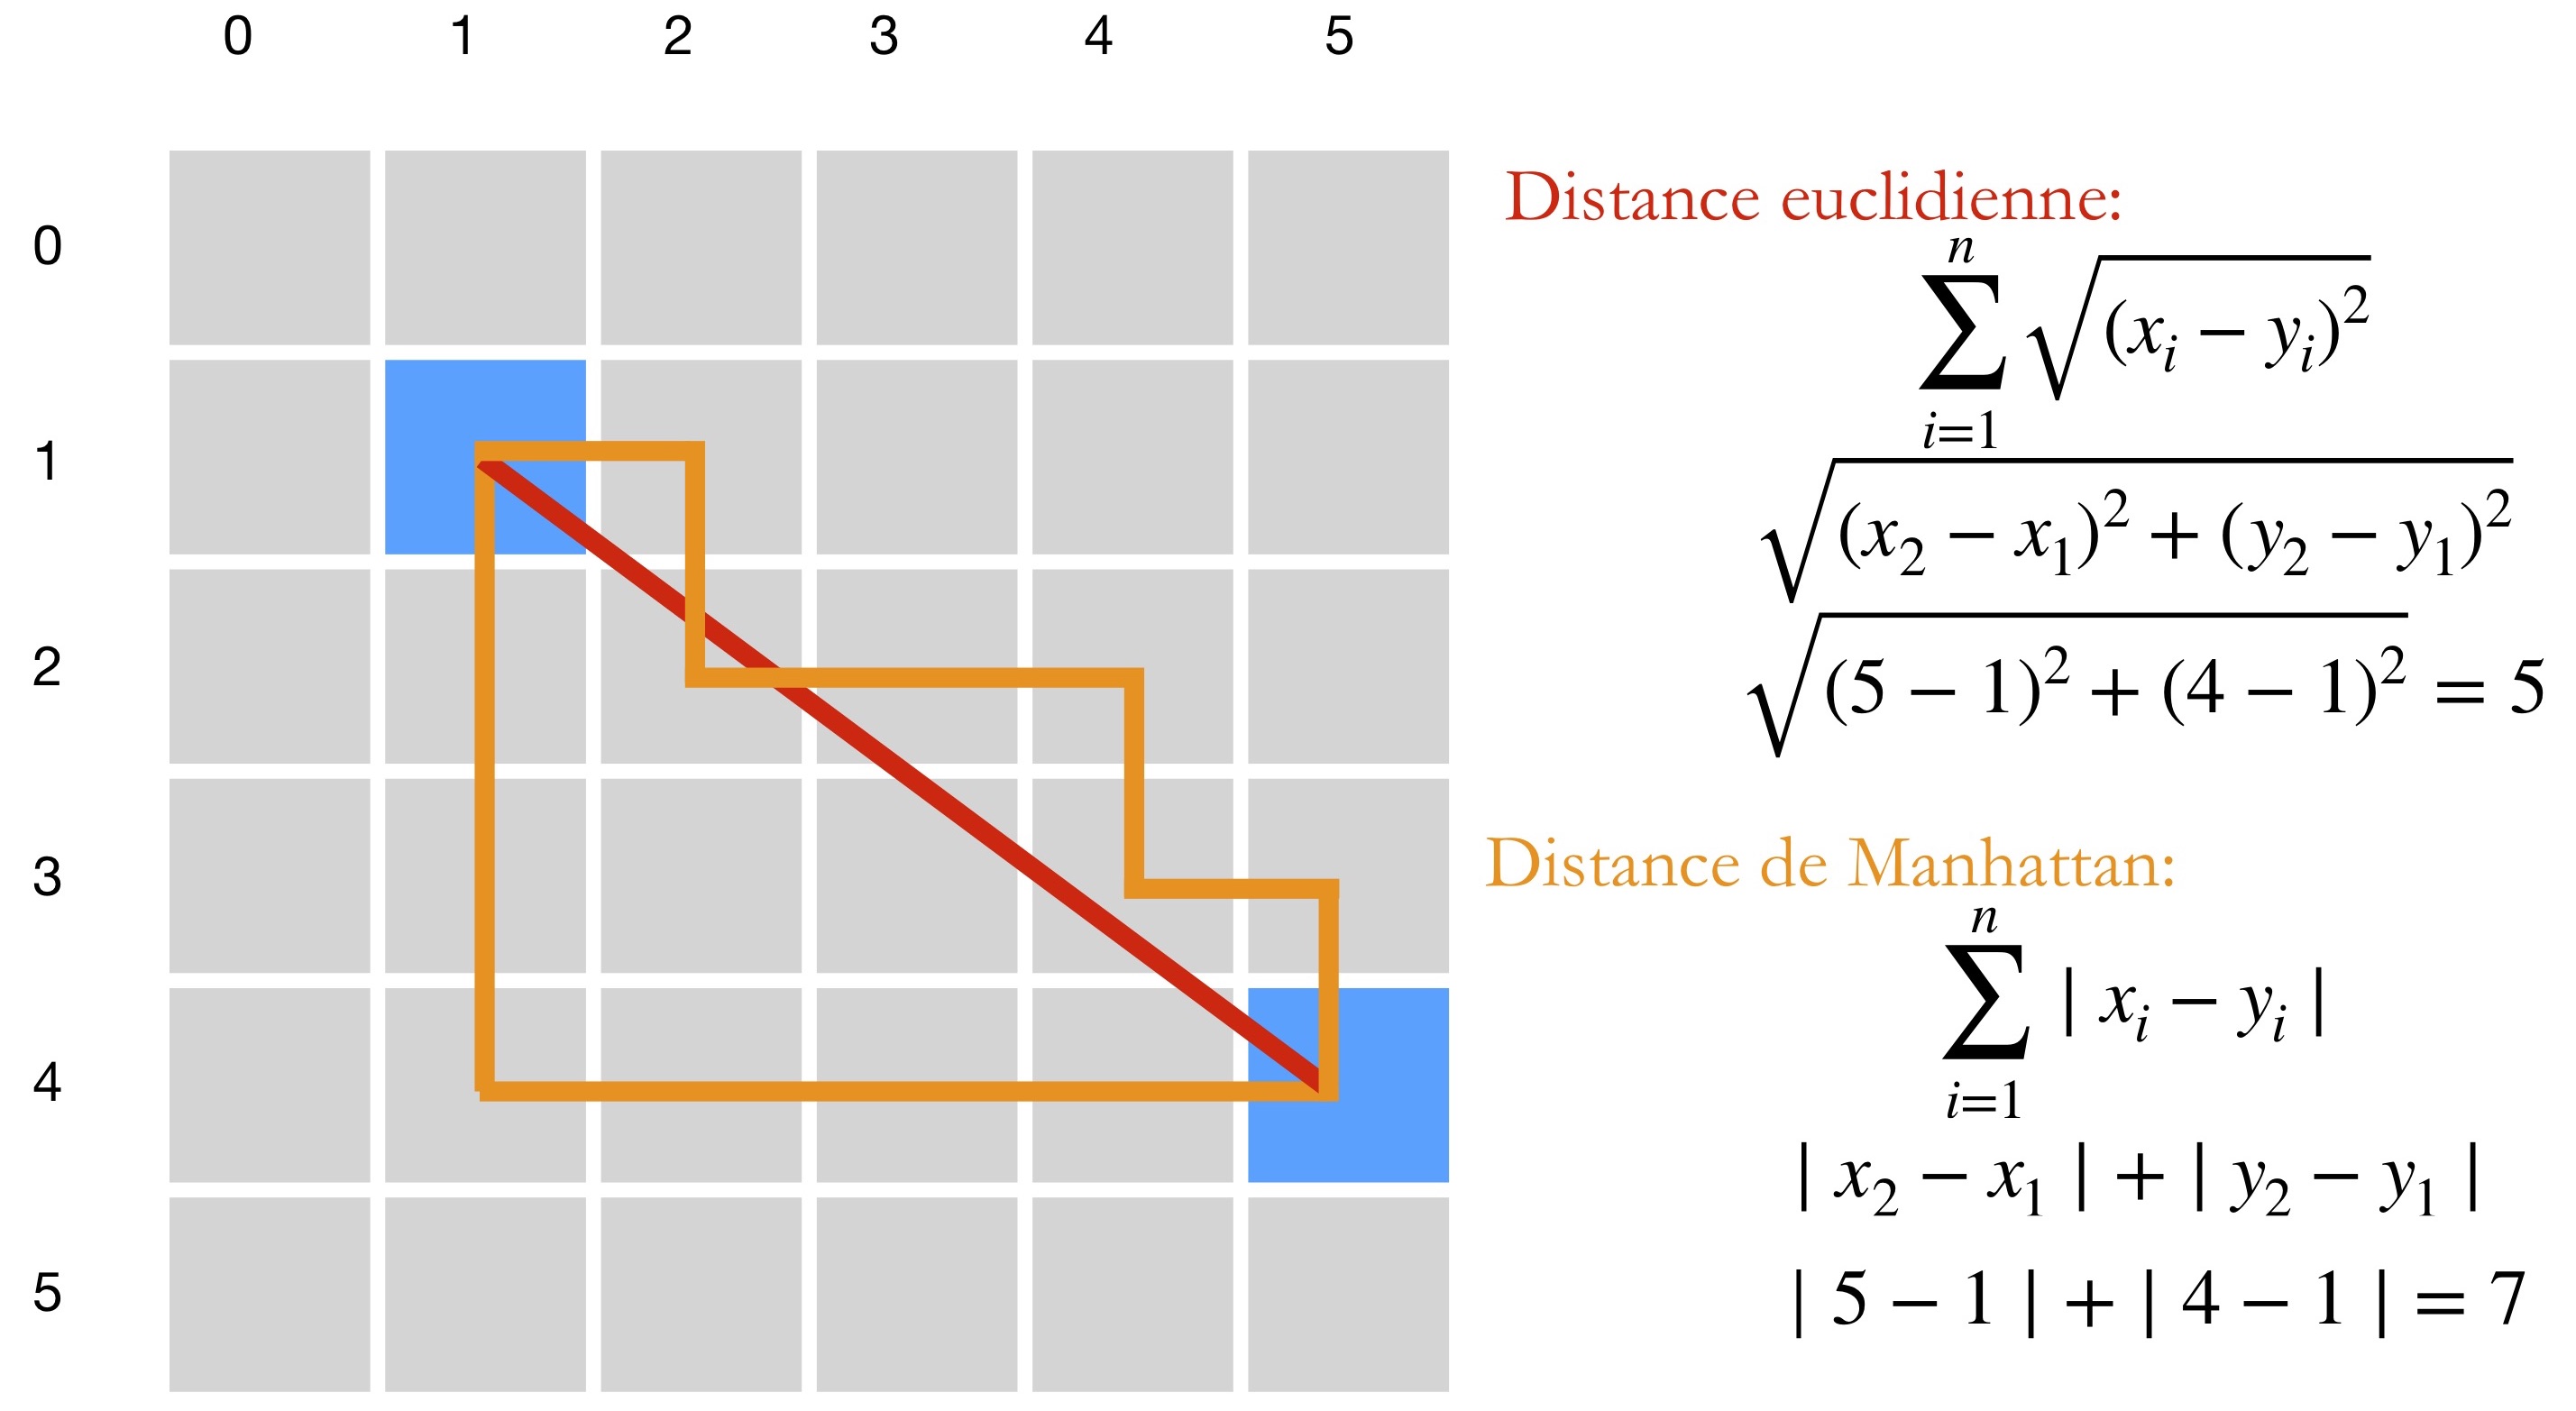 0 1 2 3 4 5
0
1
2
3
4
5
Distance euclidienne:
\sum_{i=1}^{n} \sqrt{(x_i - y_i)^2}
\sqrt{(x_2 - x_1)^2 + (y_2 - y_1)^2}
\sqrt{(5 - 1)^2 + (4 - 1)^2} = 5
Distance de Manhattan:
\sum_{i=1}^{n} | x_i - y_i |
| x_2 - x_1 | + | y_2 - y_1 |
| 5 - 1 | + | 4 - 1 | = 7